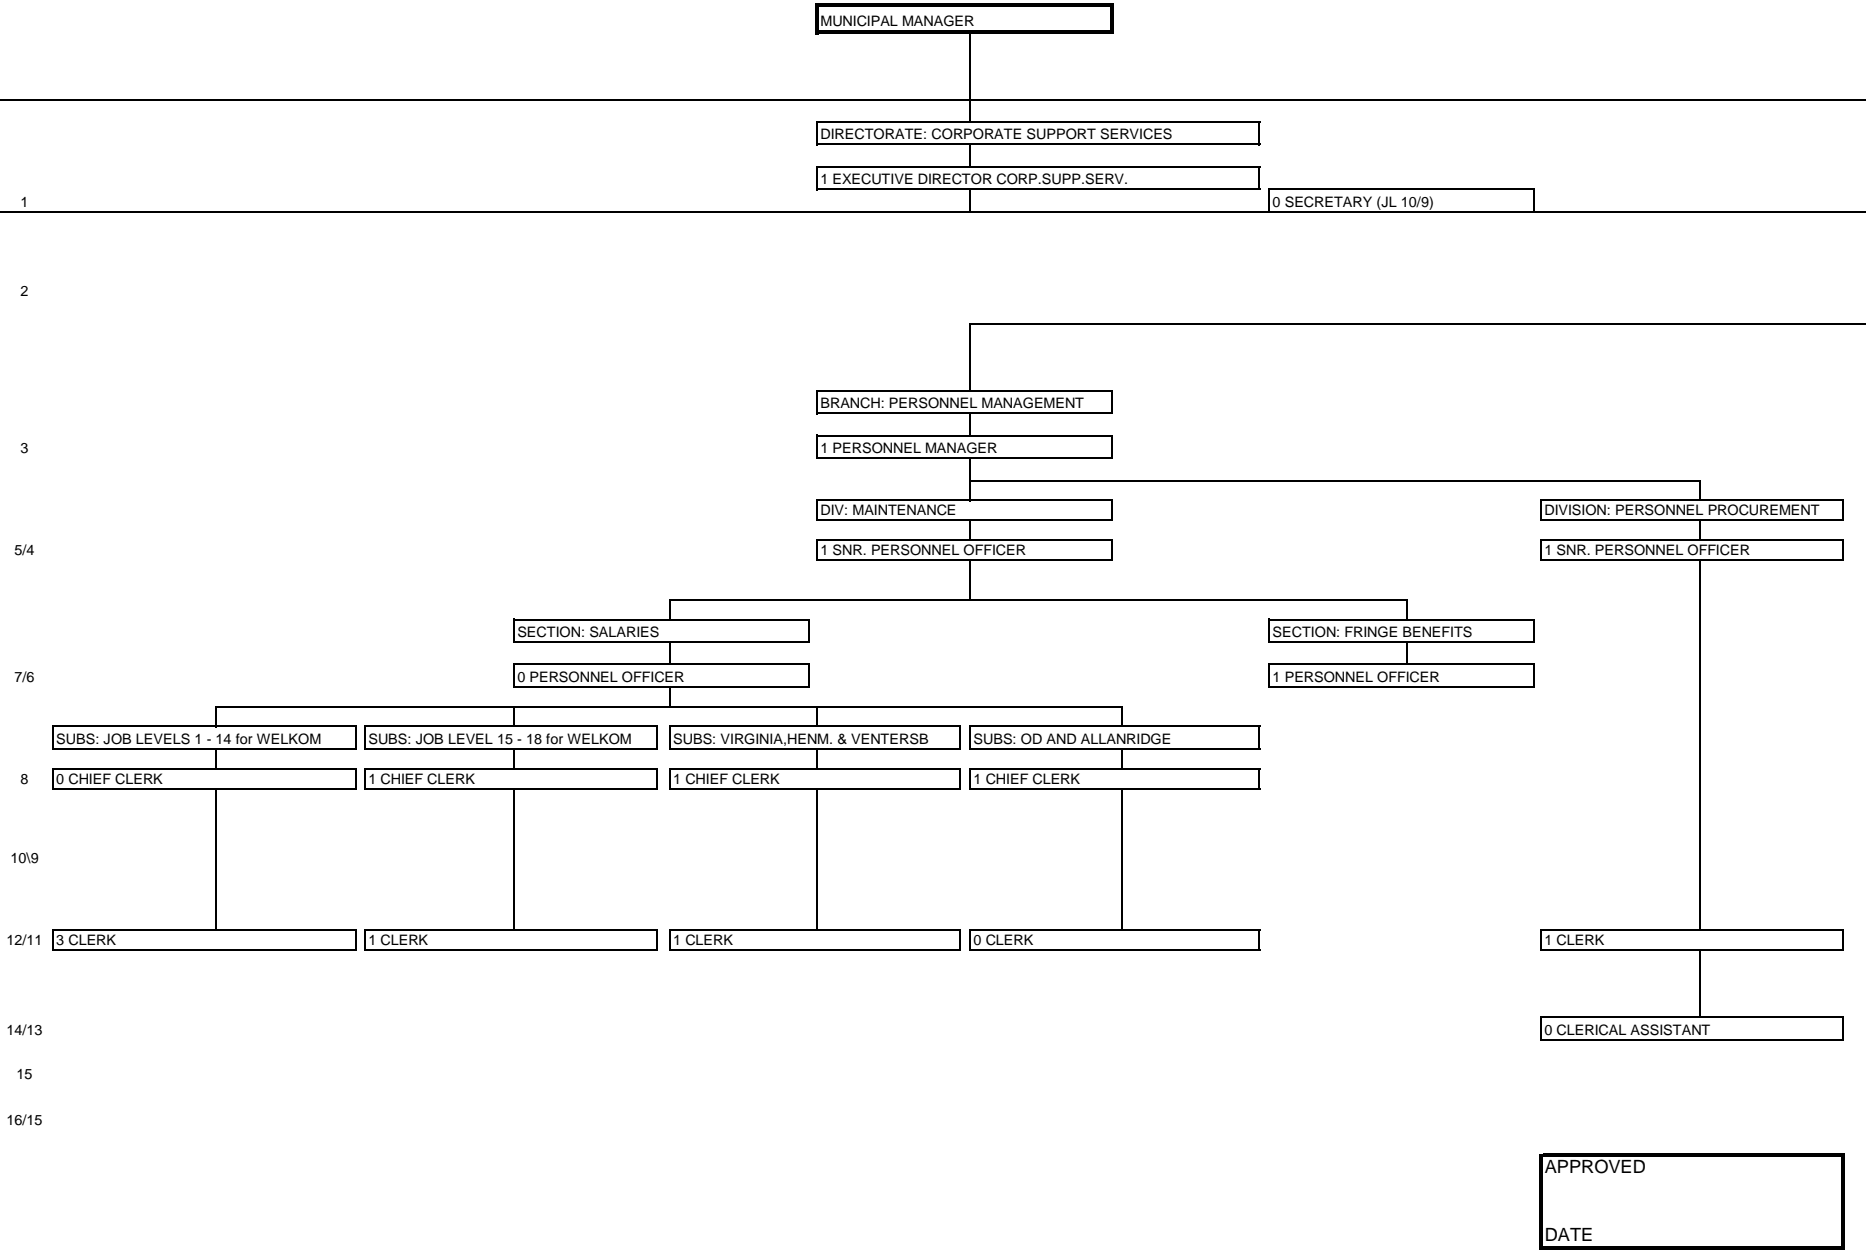 MUNICIPAL MANAGER
DIRECTORATE: CORPORATE SUPPORT SERVICES
1 EXECUTIVE DIRECTOR CORP.SUPP.SERV.
1
0 SECRETARY (JL 10/9)
2
BRANCH: PERSONNEL MANAGEMENT
3
1 PERSONNEL MANAGER
DIV: MAINTENANCE
DIVISION: PERSONNEL PROCUREMENT
5/4
1 SNR. PERSONNEL OFFICER
1 SNR. PERSONNEL OFFICER
SECTION: SALARIES
SECTION: FRINGE BENEFITS
7/6
0 PERSONNEL OFFICER
1 PERSONNEL OFFICER
SUBS: JOB LEVELS 1 - 14 for WELKOM
SUBS: JOB LEVEL 15 - 18 for WELKOM
SUBS: VIRGINIA,HENM. & VENTERSB
SUBS: OD AND ALLANRIDGE
8
0 CHIEF CLERK
1 CHIEF CLERK
1 CHIEF CLERK
1 CHIEF CLERK
10\9
12/11
3 CLERK
1 CLERK
1 CLERK
0 CLERK
1 CLERK
14/13
0 CLERICAL ASSISTANT
15
16/15
APPROVED
DATE